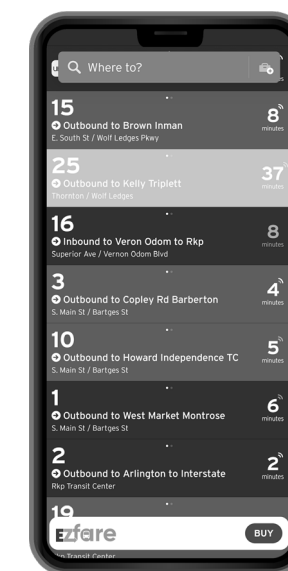 Where to?
15
Outbound to Brown Inman
E. South St / Wolf Ledges Pkwy
8
minutes
25
Outbound to Kelly Triplett
Thornton / Wolf Ledges
37
minutes
16
Inbound to Veron Odom to Rkp
Superior Ave / Vernon Odom Blvd
8
minutes
3
Outbound to Copley Rd Barberton
S. Main St / Bartges St
4
minutes
10
Outbound to Howard Independence TC
S. Main St / Bartges St
5
minutes
1
Outbound to West Market Montrose
S. Main St / Bartges St
6
minutes
2
Outbound to Arlington to Interstate
Rkp Transit Center
2
minutes
19
EZfare
BUY
Transit Center